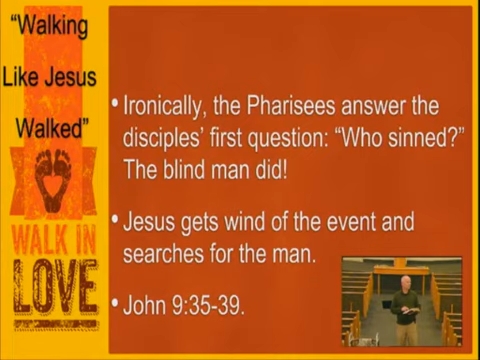 “Walking
Like Jesus
Walked”
WALK IN
LOVE
• Ironically, the Pharisees answer the
disciples’ first question: “Who sinned?”
The blind man did!
• Jesus gets wind of the event and
searches for the man.
• John 9:35-39.